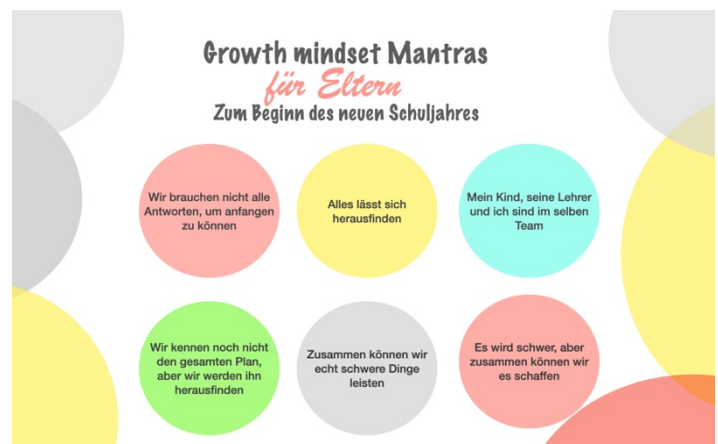 Growth mindset Mantras
für Eltern
Zum Beginn des neuen Schuljahres
Wir brauchen nicht alle
Antworten, um anfangen
zu können
Alles lässt sich
herausfinden
Mein Kind, seine Lehrer
und ich sind im selben
Team
Wir kennen noch nicht
den gesamten Plan,
aber wir werden ihn
herausfinden
Zusammen können wir
echt schwere Dinge
leisten
Es wird schwer, aber
zusammen können wir
es schaffen